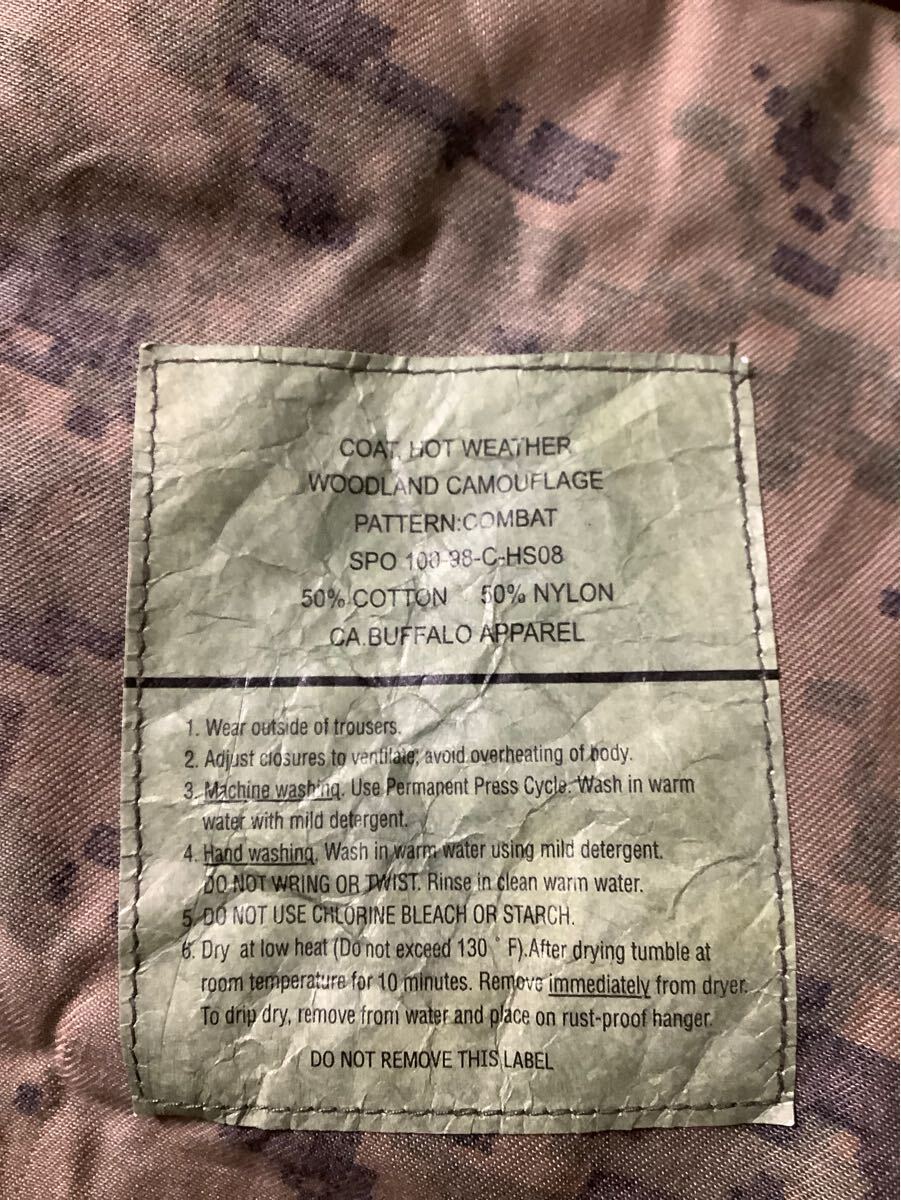 COAT, HOT WEATHER
WOODLAND CAMOUFLAGE
PATTERN:COMBAT
SPO 100-98-C-HS08
50% COTTON 50% NYLON
CA.BUFFALO APPAREL
1. Wear outside of trousers.
2. Adjust closures to ventilate; avoid overheating of body.
3. Machine washing. Use Permanent Press Cycle. Wash in warm
water with mild detergent.
4. Hand washing. Wash in warm water using mild detergent.
DO NOT WRING OR TWIST. Rinse in clean warm water.
5. DO NOT USE CHLORINE BLEACH OR STARCH.
6. Dry at low heat (Do not exceed 130 ° F).After drying tumble at
room temperature for 10 minutes. Remove immediately from dryer.
To drip dry, remove from water and place on rust-proof hanger.
DO NOT REMOVE THIS LABEL